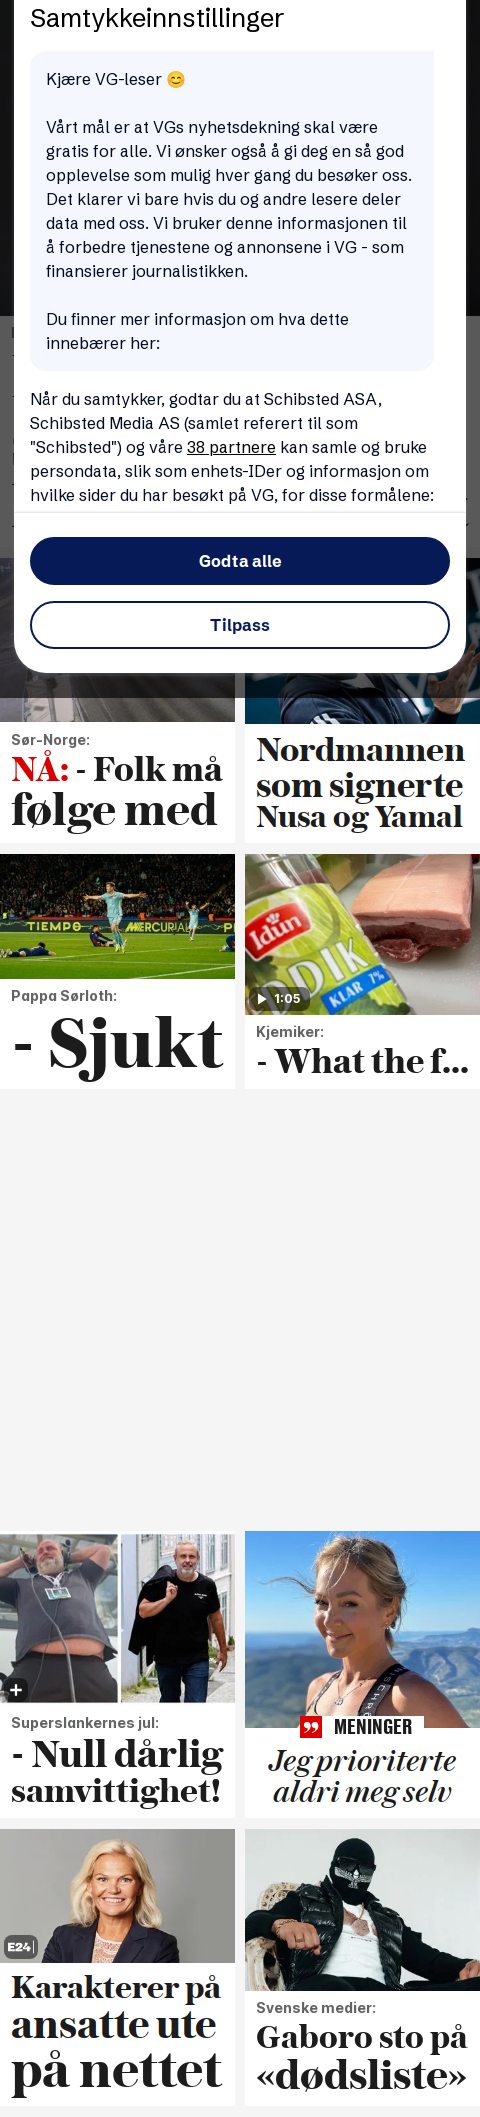 Samtykkeinnstillinger
Kjære VG-leser 😊
Vårt mål er at VGs nyhetsdekning skal være
gratis for alle. Vi ønsker også å gi deg en så god
opplevelse som mulig hver gang du besøker oss.
Det klarer vi bare hvis du og andre lesere deler
data med oss. Vi bruker denne informasjonen til
å forbedre tjenestene og annonsene i VG - som
finansierer journalistikken.
Du finner mer informasjon om hva dette
innebærer her:
Når du samtykker, godtar du at Schibsted ASA,
Schibsted Media AS (samlet referert til som
"Schibsted") og våre 38 partnere kan samle og bruke
persondata, slik som enhets-IDer og informasjon om
hvilke sider du har besøkt på VG, for disse formålene:
Godta alle
Tilpass
Sør-Norge:
NÅ: - Folk må
følge med
Nordmannen
som signerte
Nusa og Yamal
TIEMPO
MERCURIAL
Pappa Sørloth:
- Sjukt
Idun
DIK
KLAR 1%
1:05
Kjemiker:
- What the f...
Superslankernes jul:
- Null dårlig
samvittighet!
MENINGER
Jeg prioriterte
aldri meg selv
E24
Karakterer på
ansatte ute
på nettet
Svenske medier:
Gaboro sto på
«dødsliste»